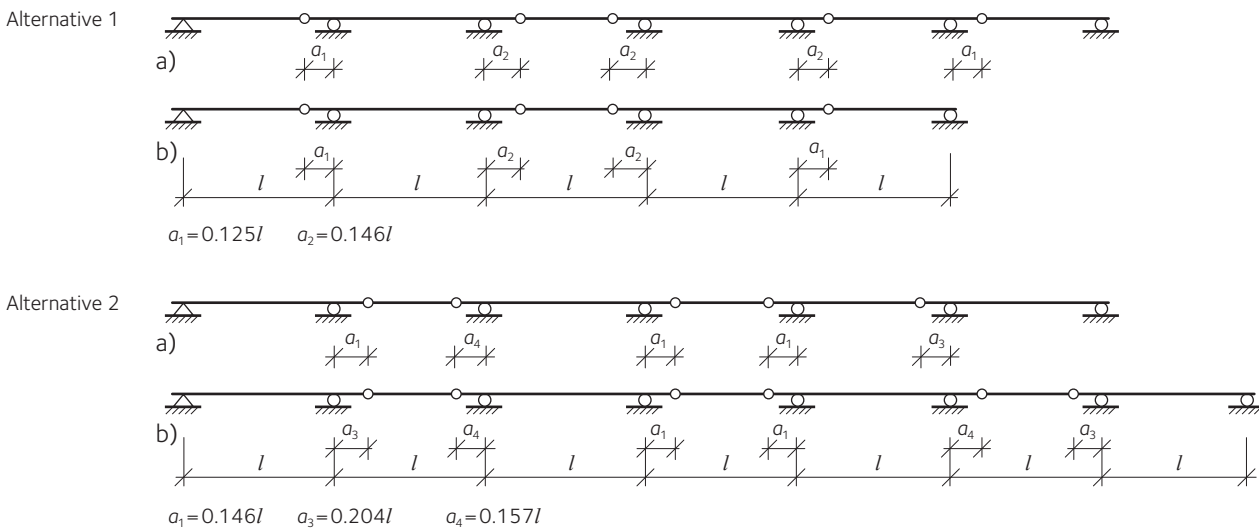 Alternative 1
a)
a₁ a₂ a₂ a₂ a₁
b)
a₁ a₂ a₂ a₁
l l l l l
a₁=0.125l a₂=0.146l
Alternative 2
a)
a₁ a₄ a₁ a₁ a₃
b)
a₃ a₄ a₁ a₁ a₄ a₃
l l l l l l l
a₁=0.146l a₃=0.204l a₄=0.157l